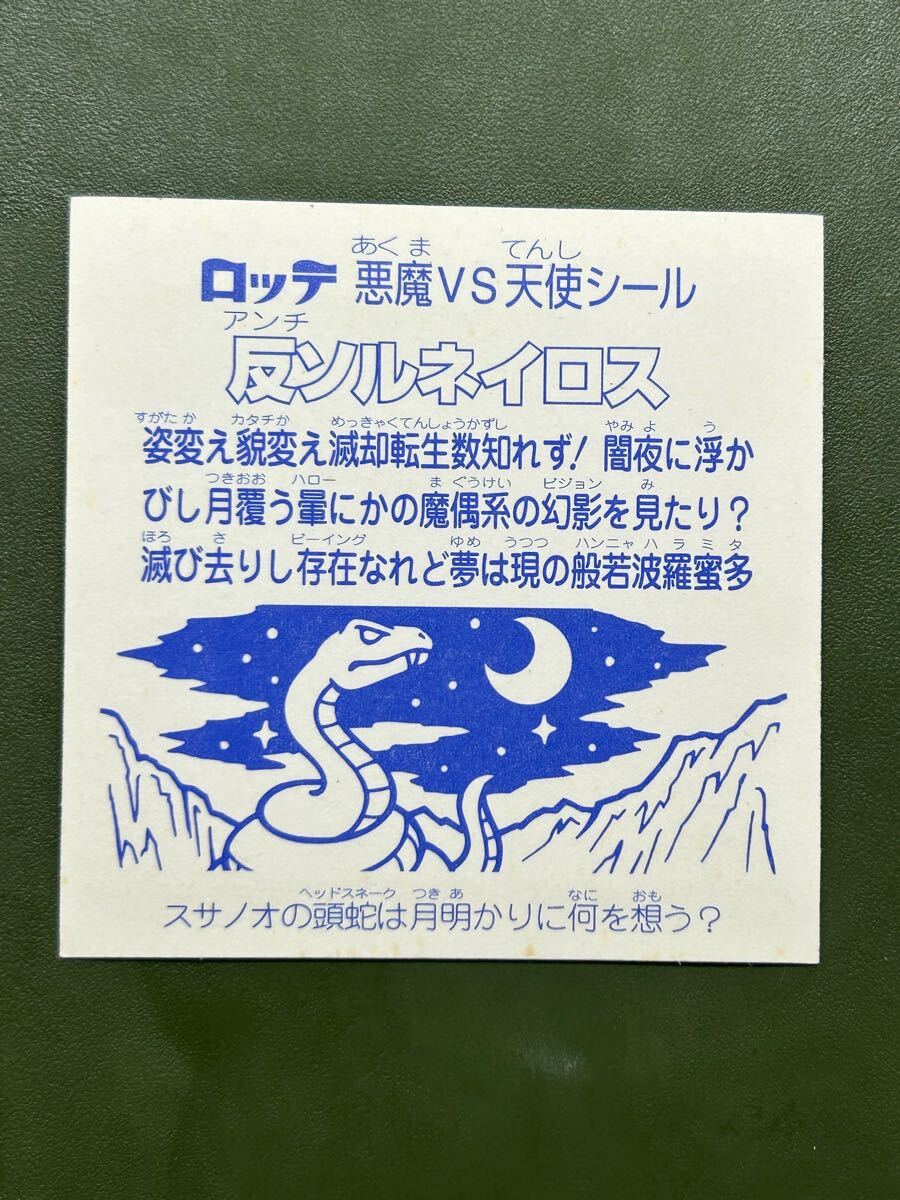 あくま てんし
ロッテ 悪魔VS天使シール
アンチ
反ソルネイロス
すがた か カタチか めっきゃくてんしょうかずし やみ よ う
姿変え貌変え滅却転生数知れず! 闇夜に浮か
つきおお ハロー ま ぐうけい ビジョン み
びし月覆う暈にかの魔偶系の幻影を見たり?
ほろ さ ビーイング ゆめ うつつ ハンニャハラミタ
滅び去りし存在なれど夢は現の般若波羅蜜多
ヘッドスネーク つき あ なに おも
スサノオの頭蛇は月明かりに何を想う?